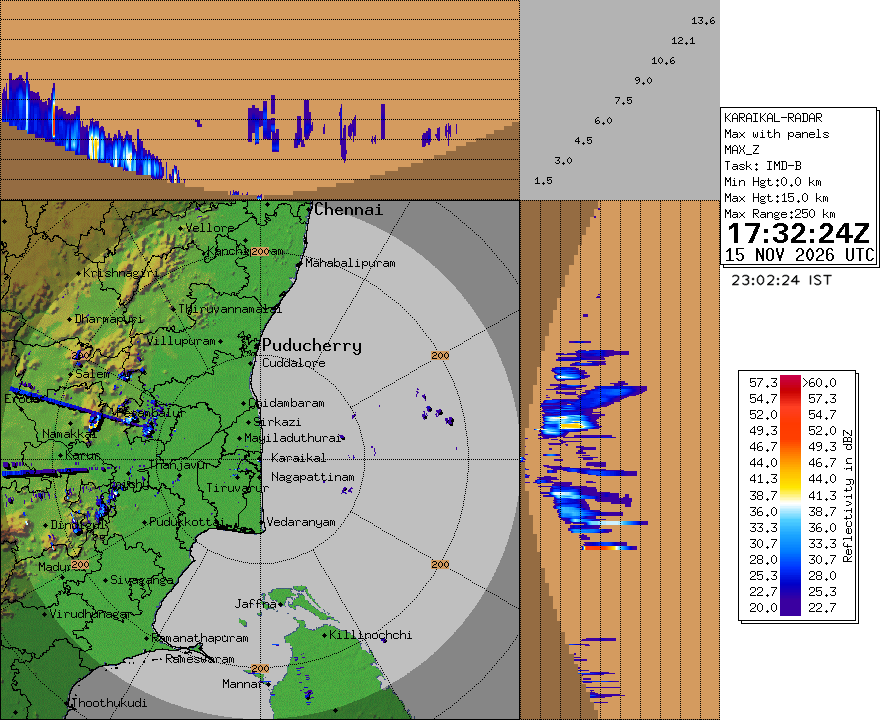 13.6
12.1
10.6
9.0
7.5
6.0
4.5
3.0
1.5
KARAIKAL-RADAR
Max with panels
MAX_Z
Task: IMD-B
Min Hgt:0.0 km
Max Hgt:15.0 km
Max Range:250 km
17:32:24Z
15 NOV 2026 UTC
23:02:24 IST
Chennai
Vellore
200
Mahabalipuram
Krishnagiri
Thiruvannamalai
Dharmapuri
Villupuram
Puducherry
200
Cuddalore
Salem
Chidambaram
Sirkazi
Namakkal
Mayiladuthurai
Karur
Karaikal
Thanjavur
Nagapattinam
Tiruvarur
Pudukkottai
Vedaranyam
200
200
Sivaganga
Jaffna
Virudhunagar
Killinochchi
Ramanathapuram
Rameswaram
200
Mannar
Thoothukudi
57.3 >60.0
54.7 57.3
52.0 54.7
49.3 52.0
46.7 49.3
44.0 46.7
41.3 44.0
38.7 41.3
36.0 38.7
33.3 36.0
30.7 33.3
28.0 30.7
25.3 28.0
22.7 25.3
20.0 22.7
Reflectivity in dBZ